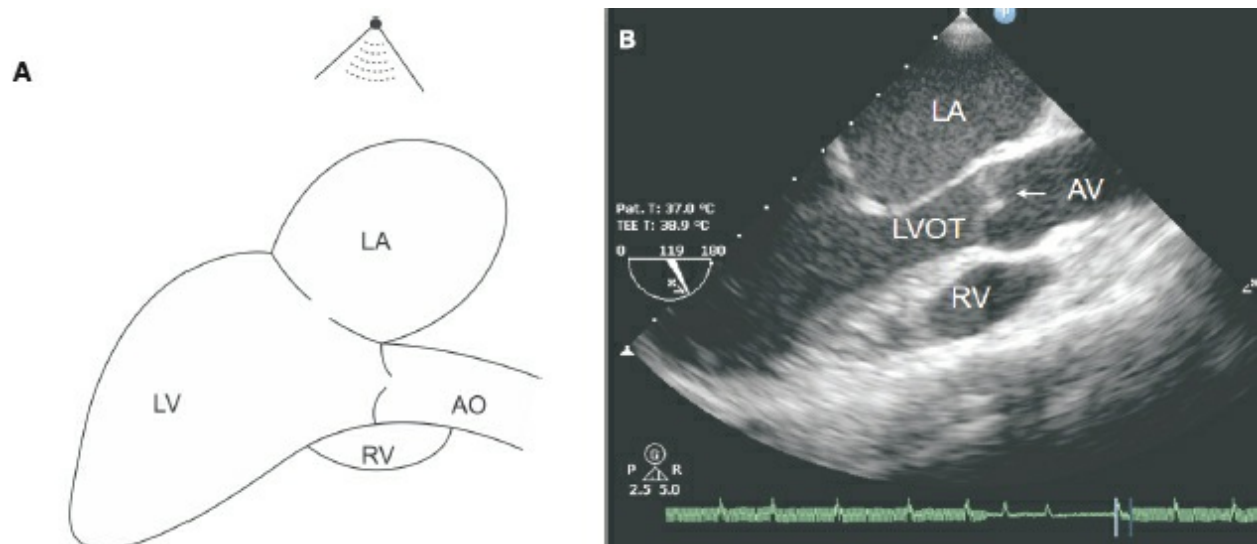 A
LA
LV
AO
RV
B
LA
AV
LVOT
RV
Pat. T: 37.0 °C
TEE T: 38.9 °C
0 119 180
G
P R
2.5 5.0